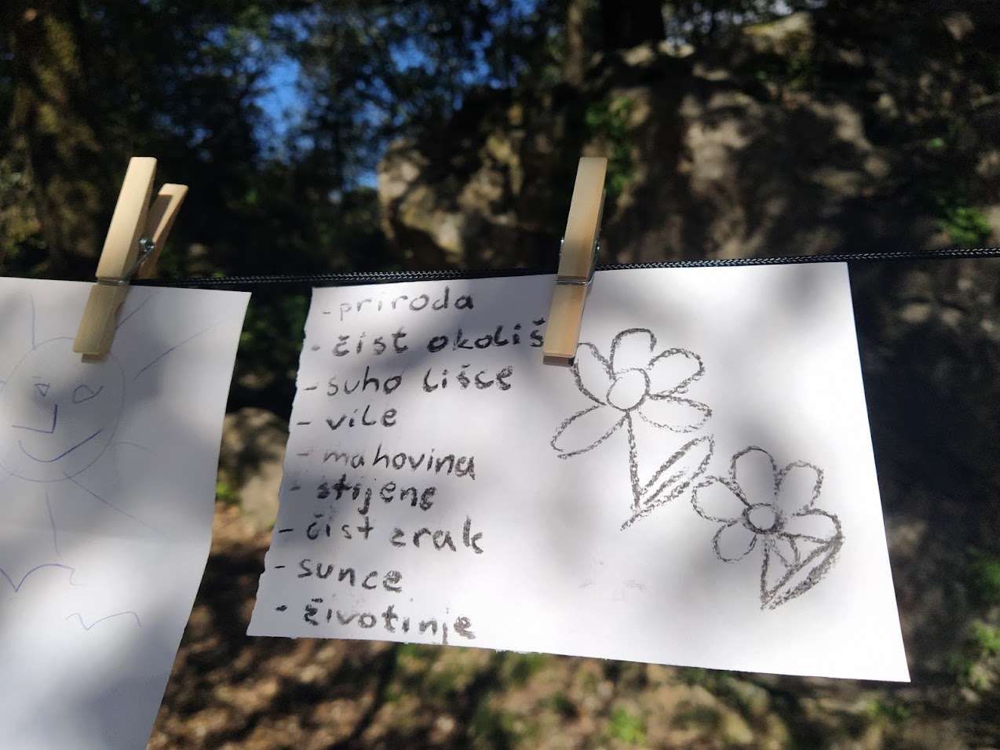 - priroda
- čist okoliš
- suho lišće
- vile
- mahovina
- stijene
- čist zrak
- sunce
- životinje